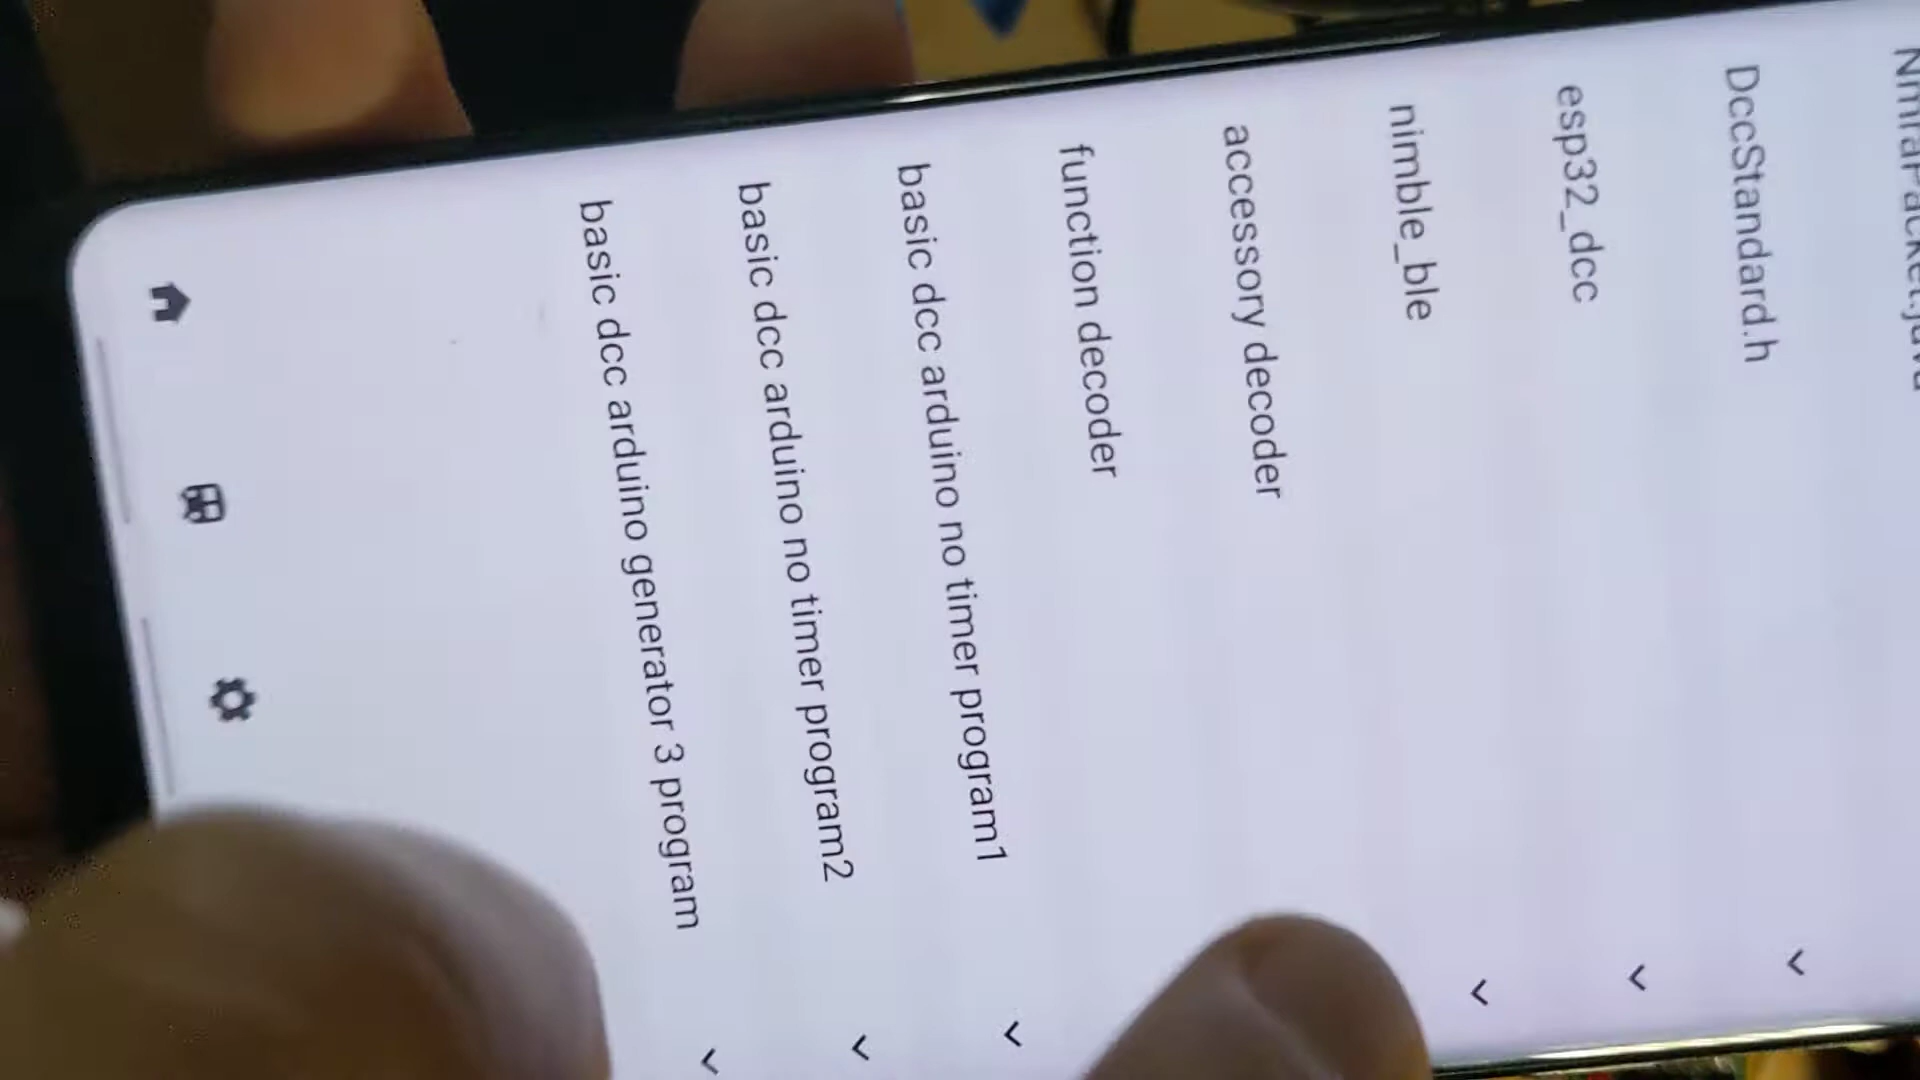 DccStandard.h
esp32_dcc
nimble_ble
accessory decoder
function decoder
basic dcc arduino no timer program1
basic dcc arduino no timer program2
basic dcc arduino generator 3 program